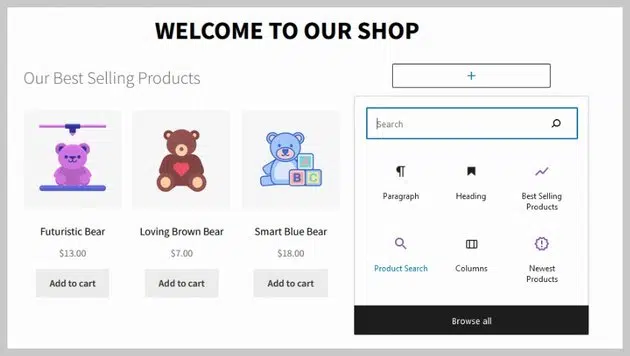 WELCOME TO OUR SHOP
Our Best Selling Products
Search
Paragraph
Heading
Best Selling
Products
Product Search
Columns
Newest
Products
Browse all
B C
Futuristic Bear
Loving Brown Bear
Smart Blue Bear
$13.00
$7.00
$18.00
Add to cart
Add to cart
Add to cart